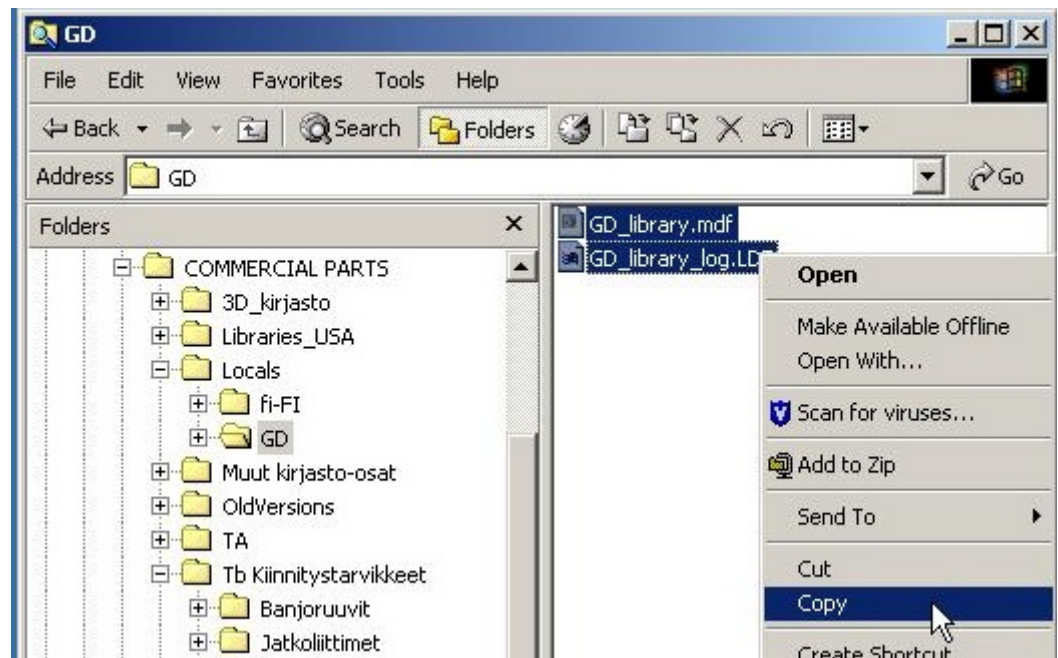 GD
File Edit View Favorites Tools Help
Back Search Folders
Address GD Go
Folders
COMMERCIAL PARTS
3D_kirjasto
Libraries_USA
Locals
fi-FI
GD
Muut kirjasto-osat
OldVersions
TA
Tb Kiinnitystarvikkeet
Banjoruuvit
Jatkoliittimet
GD_library.mdf
GD_library_log.LD
Open
Make Available Offline
Open With...
Scan for viruses...
Add to Zip
Send To
Cut
Copy
Create Shortcut